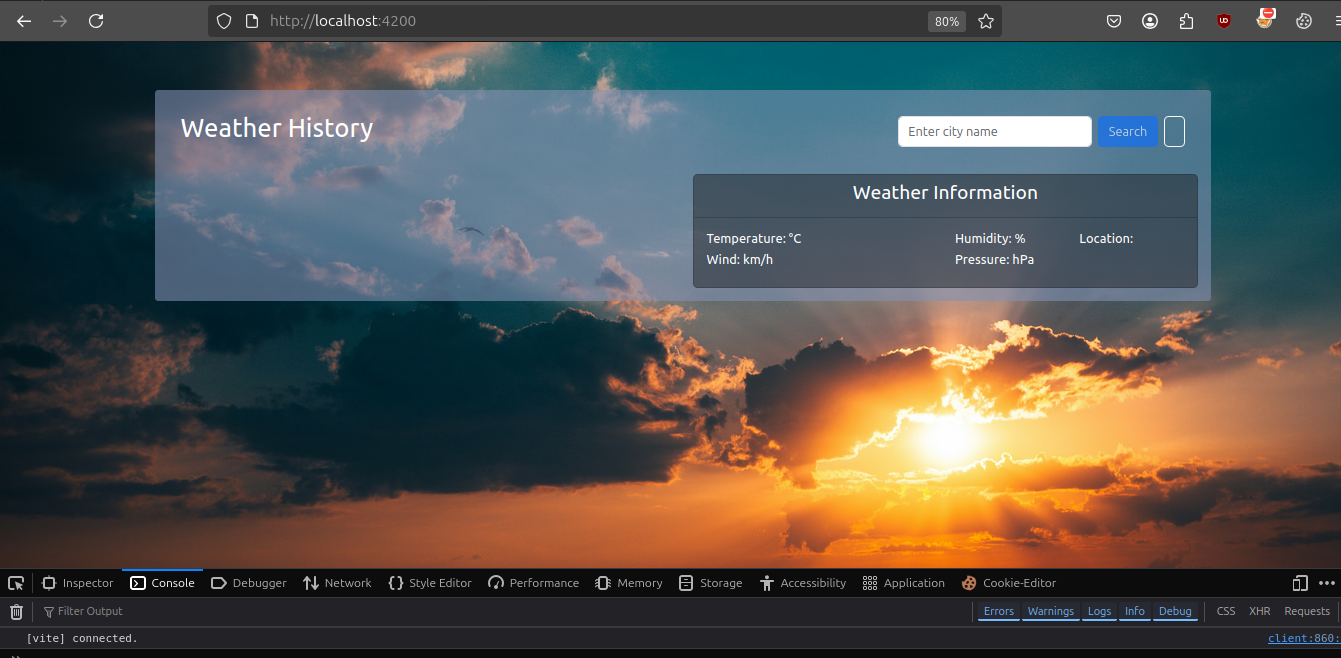 http://localhost:4200
80%
Weather History
Enter city name
Search
Weather Information
Temperature: °C
Humidity: %
Location:
Wind: km/h
Pressure: hPa
Inspector
Console
Debugger
Network
Style Editor
Performance
Memory
Storage
Accessibility
Application
Cookie-Editor
Filter Output
Errors
Warnings
Logs
Info
Debug
CSS
XHR
Requests
[vite] connected.
client:860: